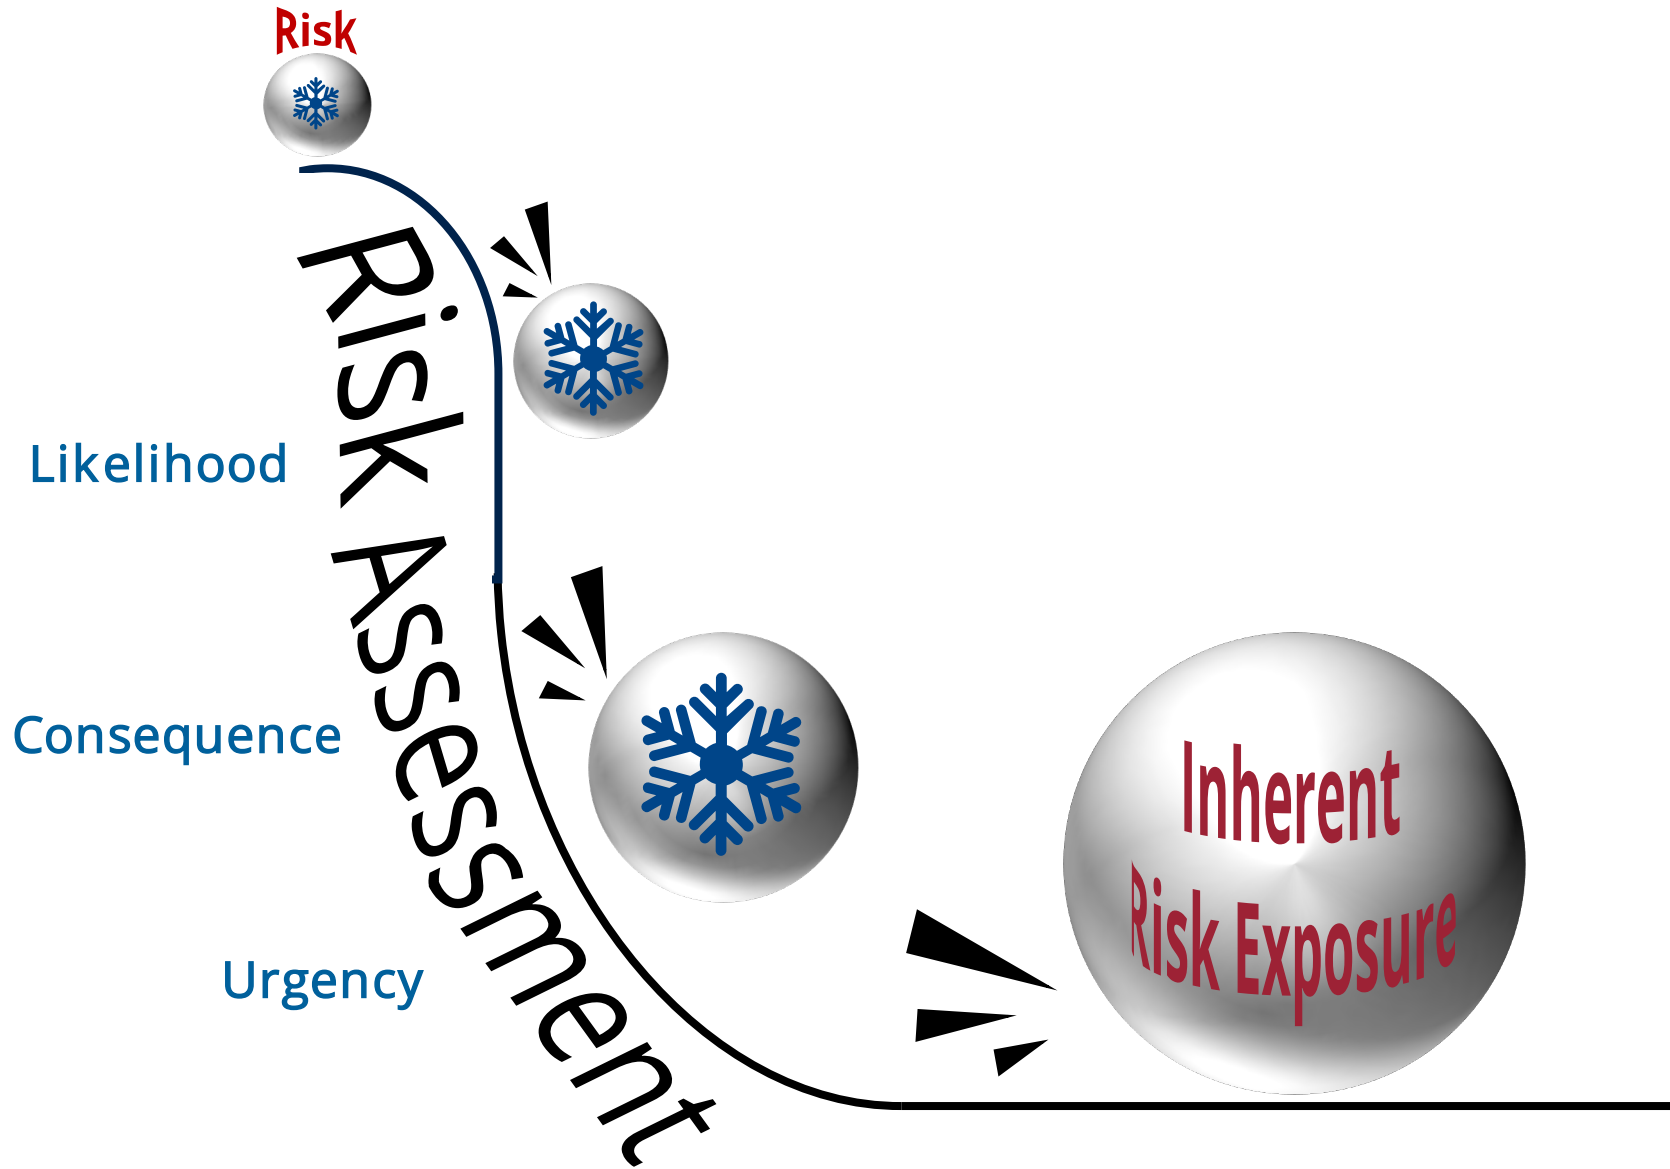 Risk
Risk Assessment
Likelihood
Consequence
Urgency
Inherent
Risk Exposure